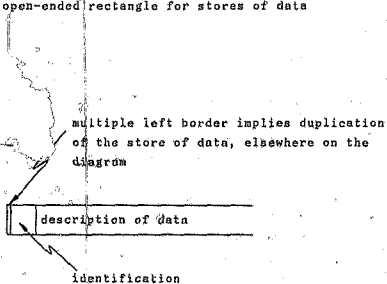 open-ended rectangle for stores of data
multiple left border implies duplication
of the store of data, elsewhere on the
diagram
description of data
identification